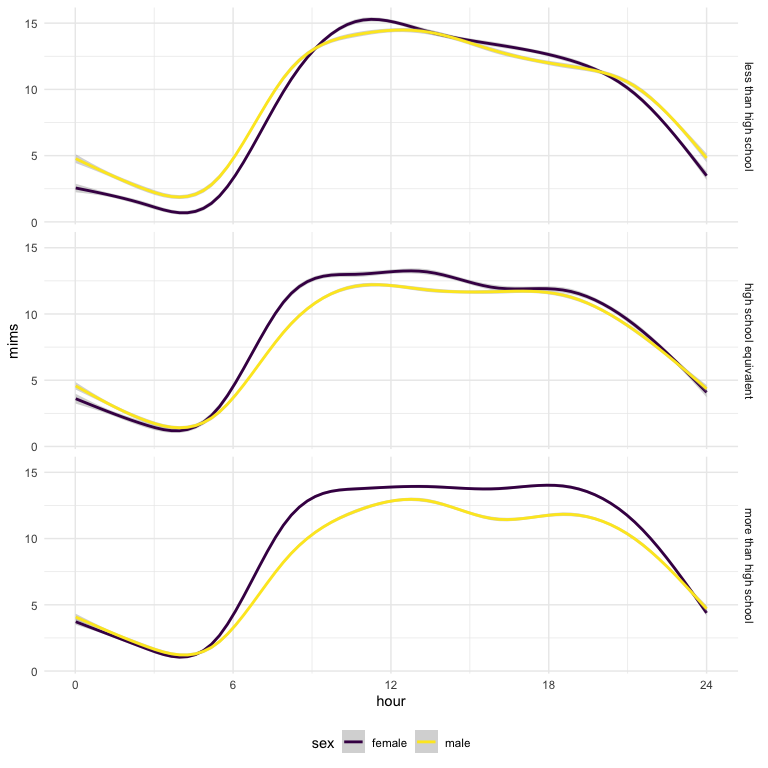 15
10
5
0
less than high school
15
10
5
0
high school equivalent
15
10
5
0
more than high school
mims
0 6 12 18 24
hour
sex female male